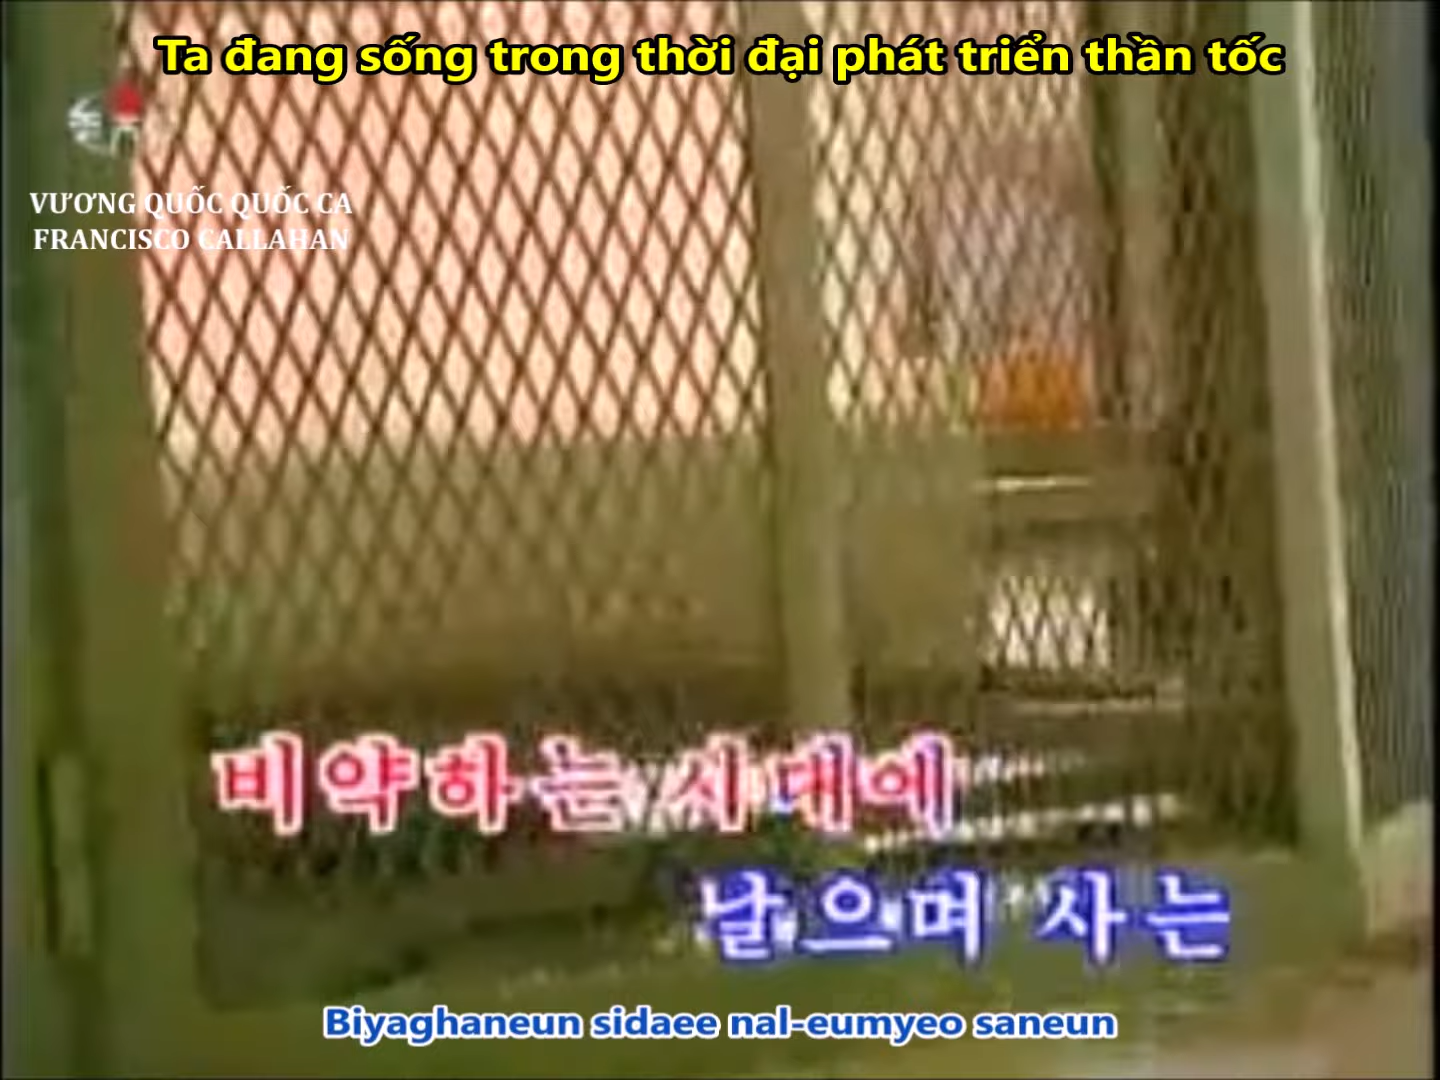 Ta đang sống trong thời đại phát triển thần tốc
VƯƠNG QUỐC QUỐC CA
FRANCISCO CALLAHAN
비약하는 시대에
날으며 사는
Biyaghaneun sidaee nal-eumyeo saneun